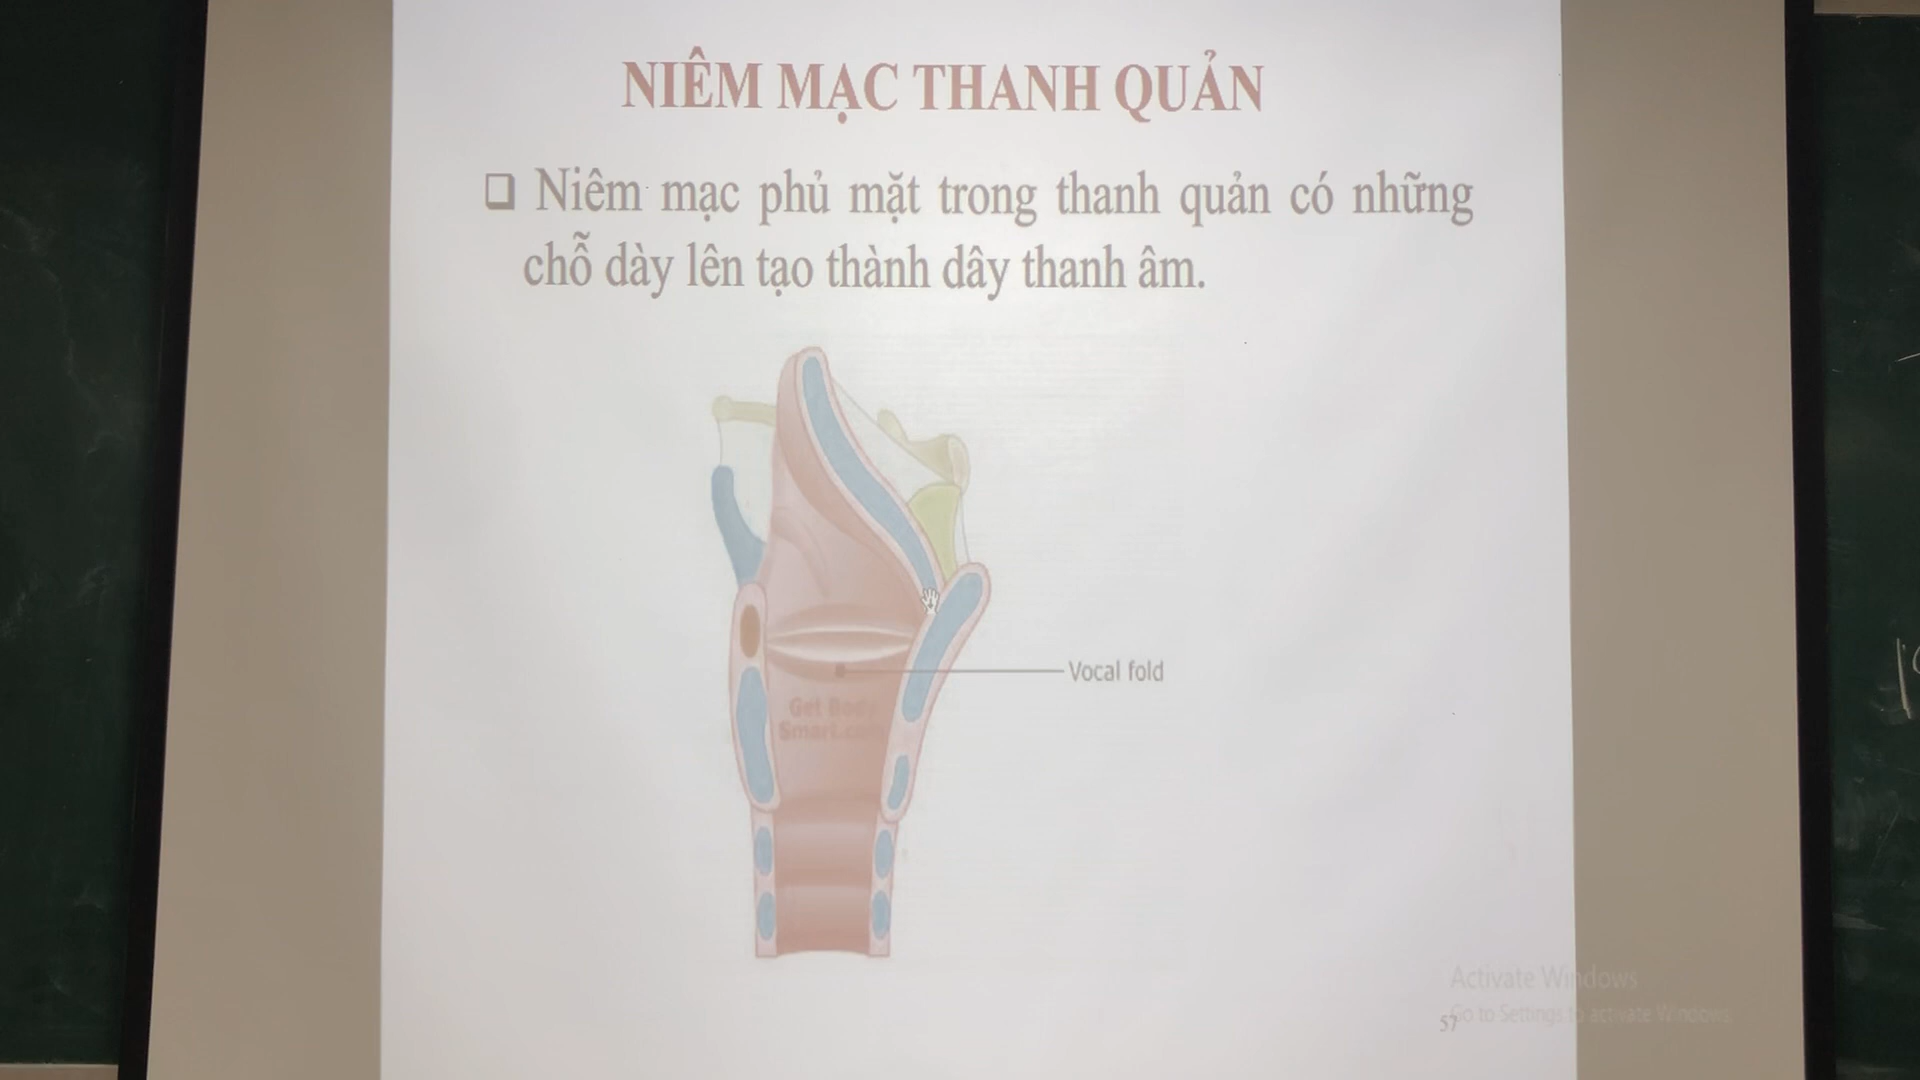 NIÊM MẠC THANH QUẢN
❑ Niêm mạc phủ mặt trong thanh quản có những
chỗ dày lên tạo thành dây thanh âm.
Vocal fold
Get Body
Smart.com
Activate Windows
Go to Settings to activate Windows.
57